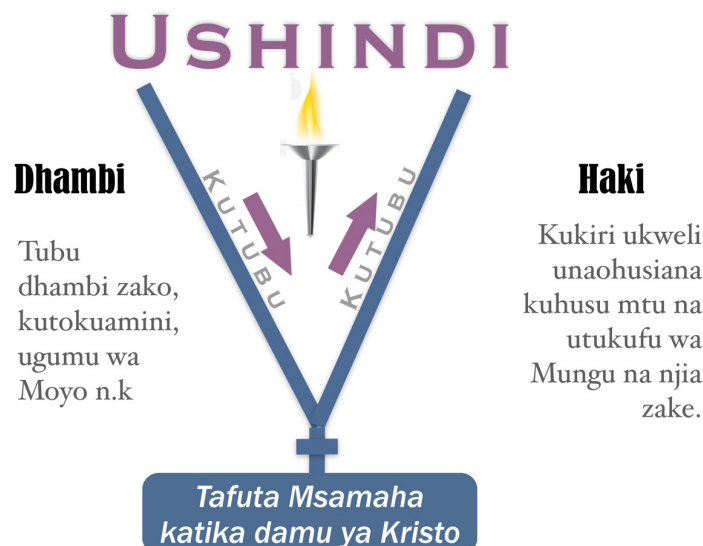 USHINDI
Dhambi
Tubu
dhambi zako,
kutokuamini,
ugumu wa
Moyo n.k
KUTUBU
KUTUBU
Haki
Kukiri ukweli
unaohusiana
kuhusu mtu na
utukufu wa
Mungu na njia
zake.
Tafuta Msamaha
katika damu ya Kristo